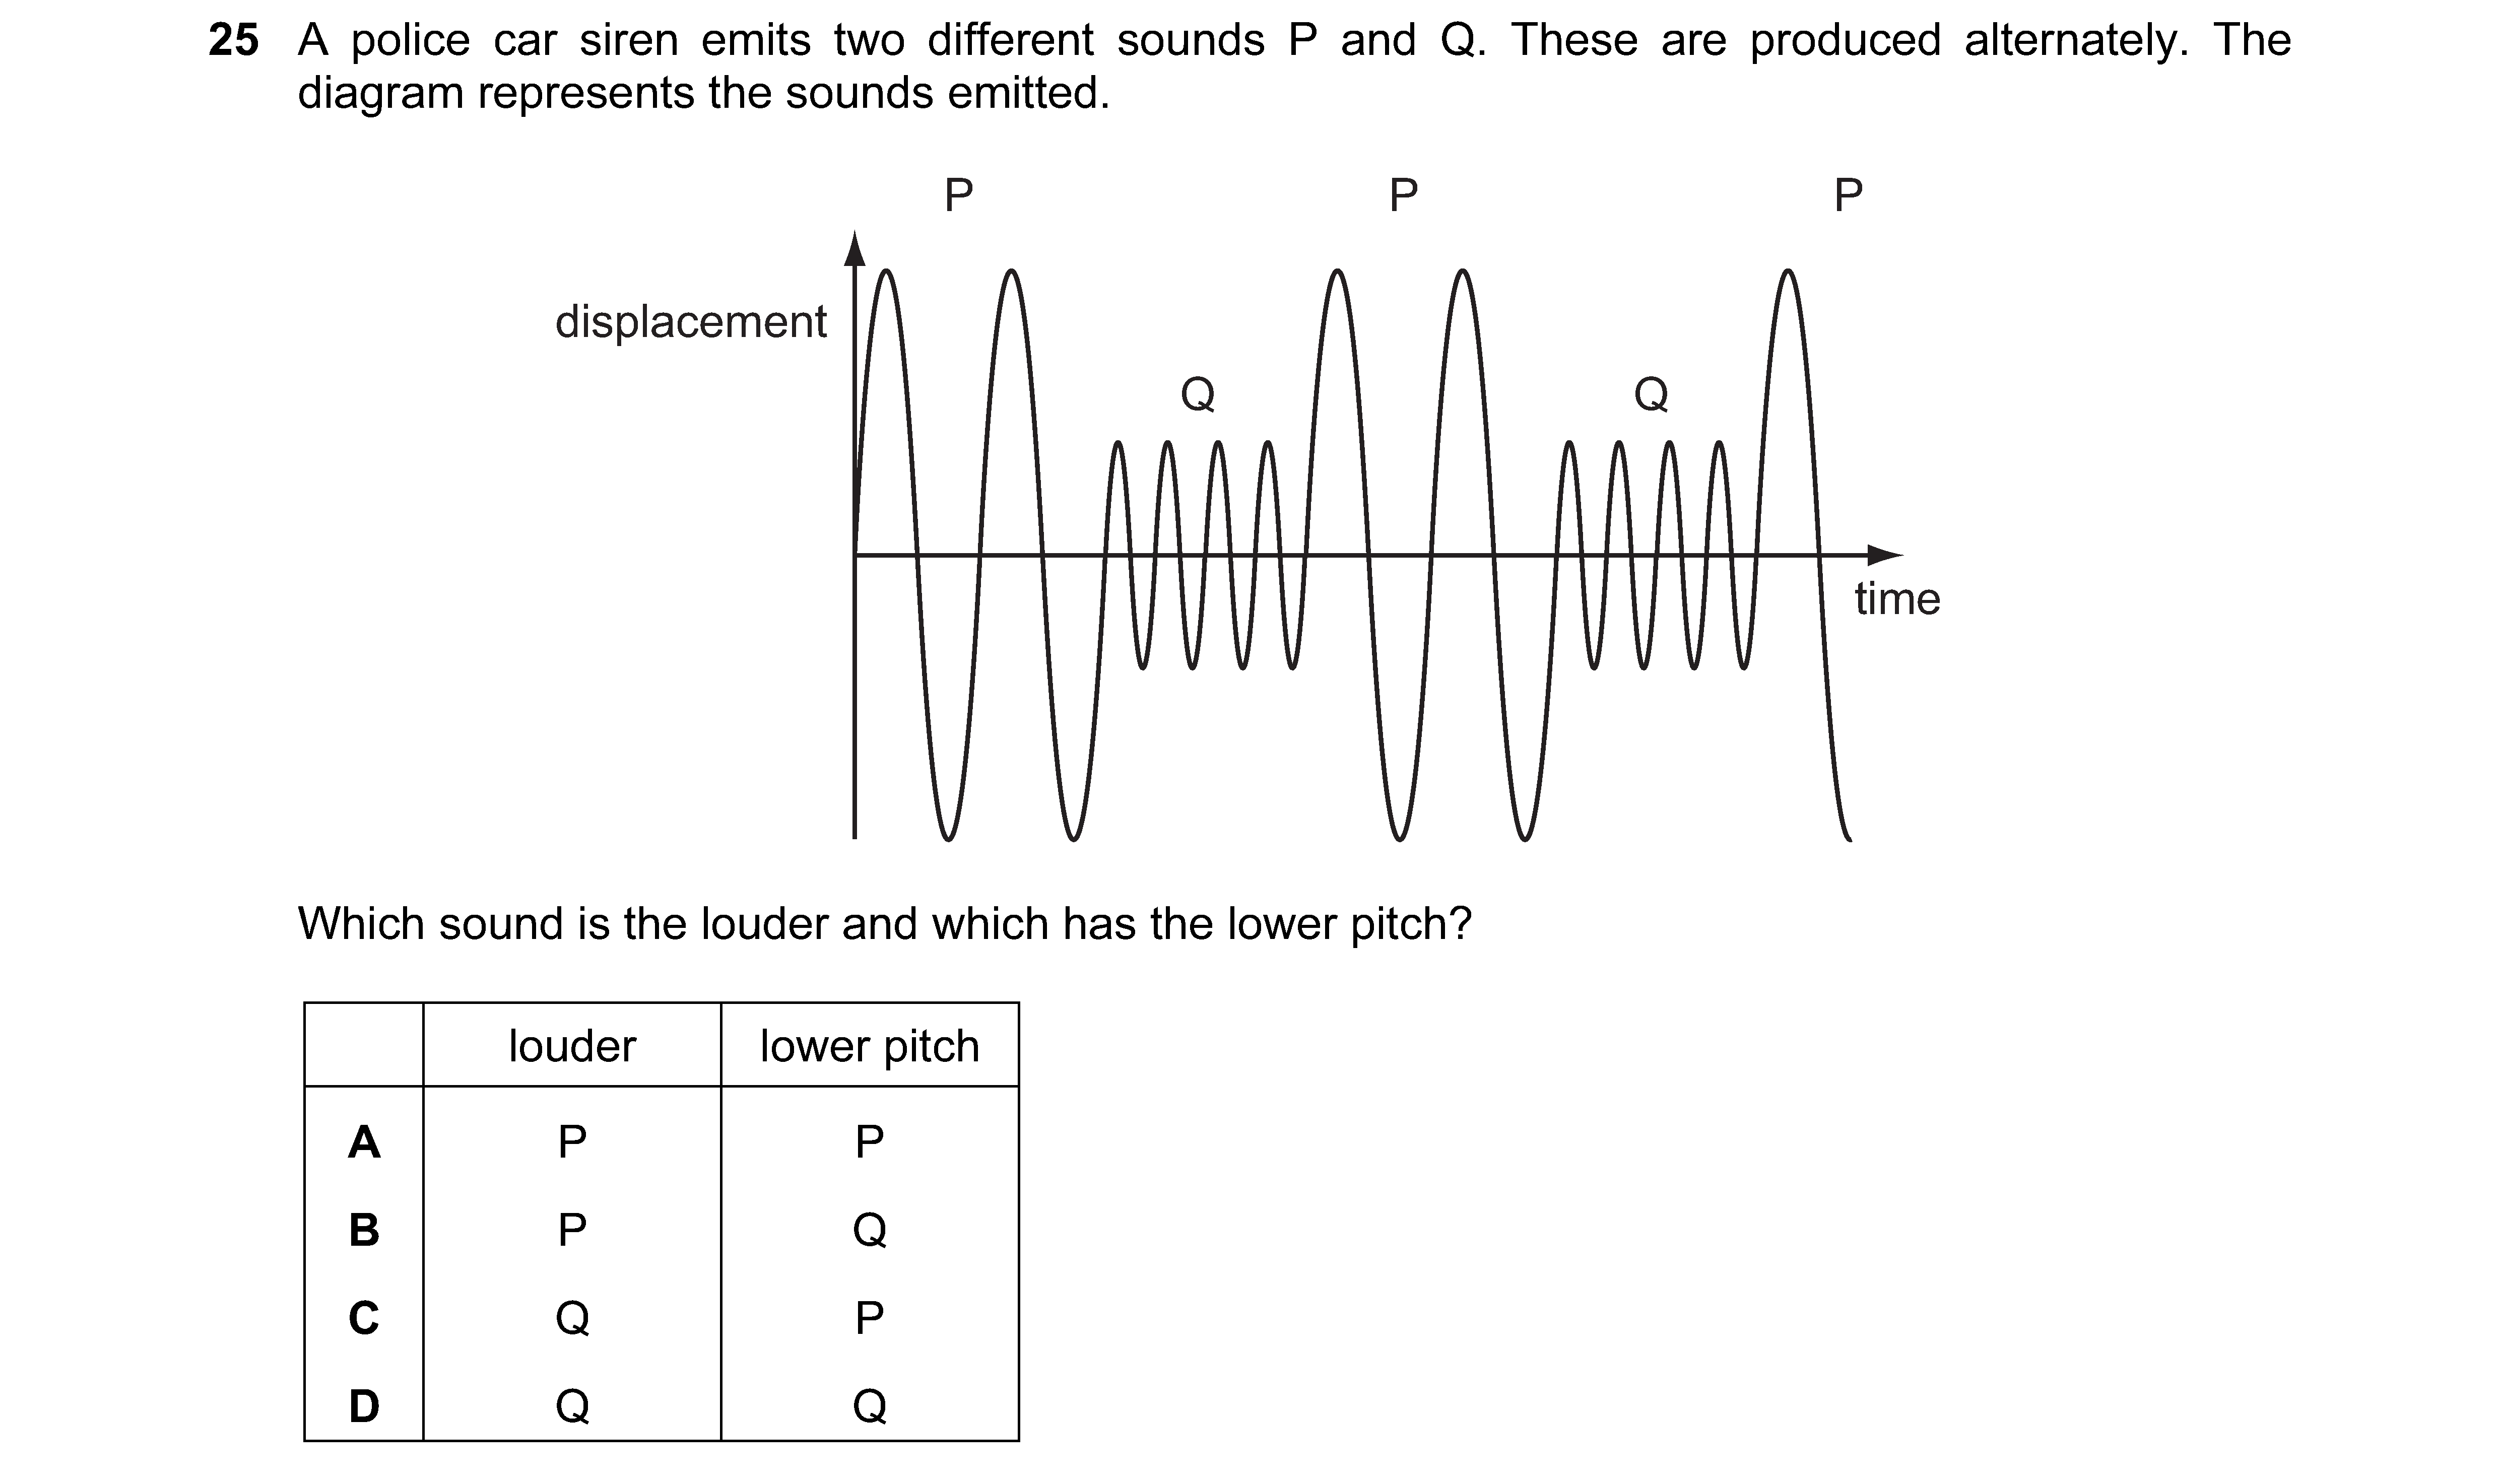 25 A police car siren emits two different sounds P and Q. These are produced alternately. The
diagram represents the sounds emitted.
P P P
displacement
Q Q
time
Which sound is the louder and which has the lower pitch?
louder lower pitch
A P P
B P Q
C Q P
D Q Q